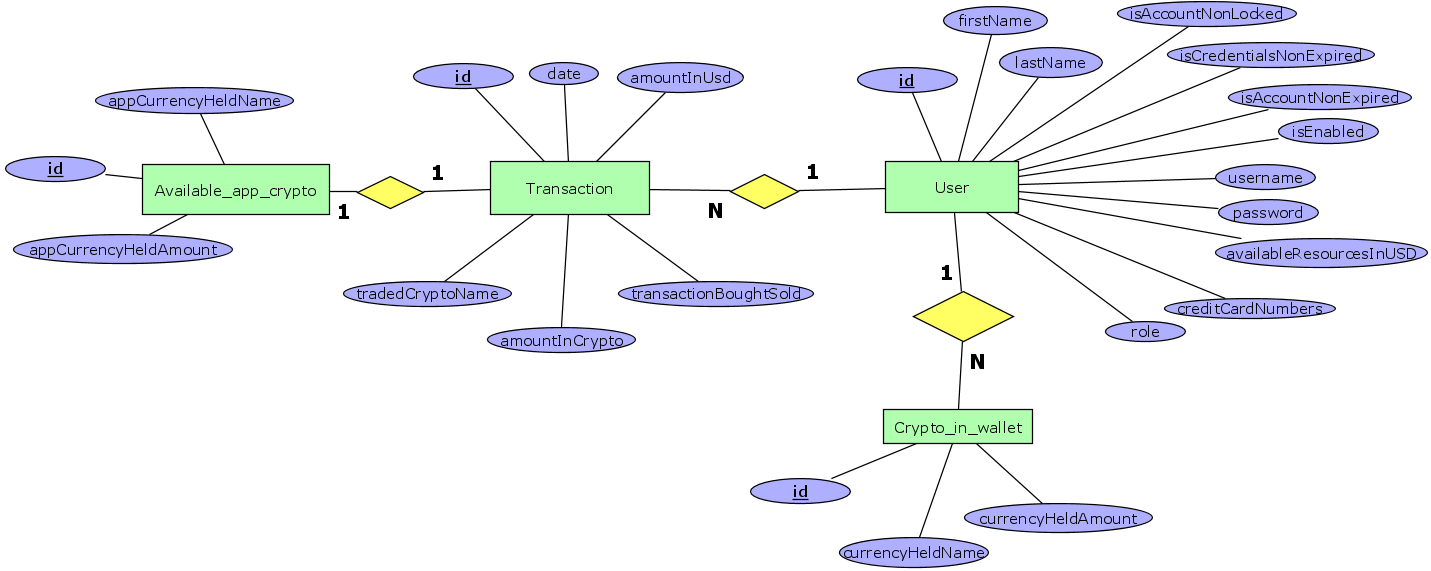 isAccountNonLocked
firstName
isCredentialsNonExpired
lastName
id
date
amountInUsd
id
isAccountNonExpired
appCurrencyHeldName
isEnabled
id
Available_app_crypto
1
1
Transaction
N
1
User
username
password
appCurrencyHeldAmount
availableResourcesInUSD
1
tradedCryptoName
transactionBoughtSold
creditCardNumbers
role
amountInCrypto
N
Crypto_in_wallet
id
currencyHeldAmount
currencyHeldName